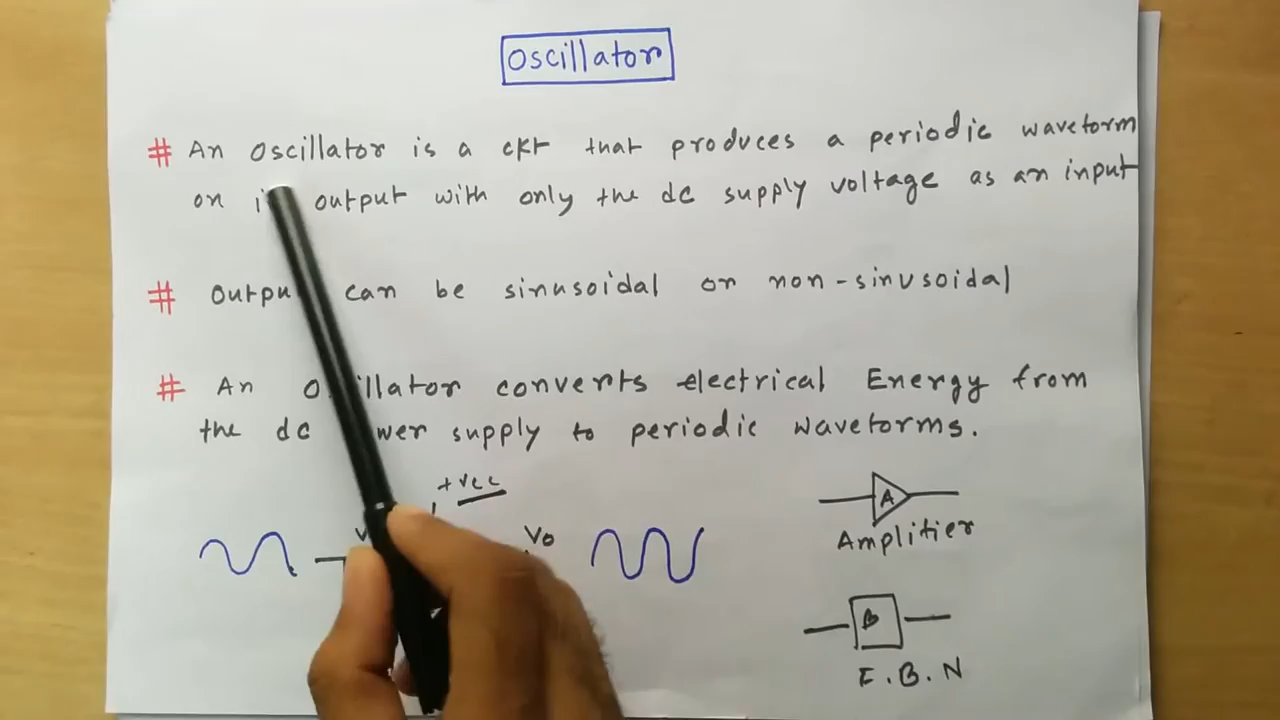 Oscillator
# An Oscillator is a ckt that produces a periodic waveform
on output with only the dc supply voltage as an input
# Output can be sinusoidal or non-sinusoidal
# An Oscillator converts electrical Energy from
the dc supply to periodic waveforms.
+Vcc
Vo
A
Amplifier
B
F.B.N